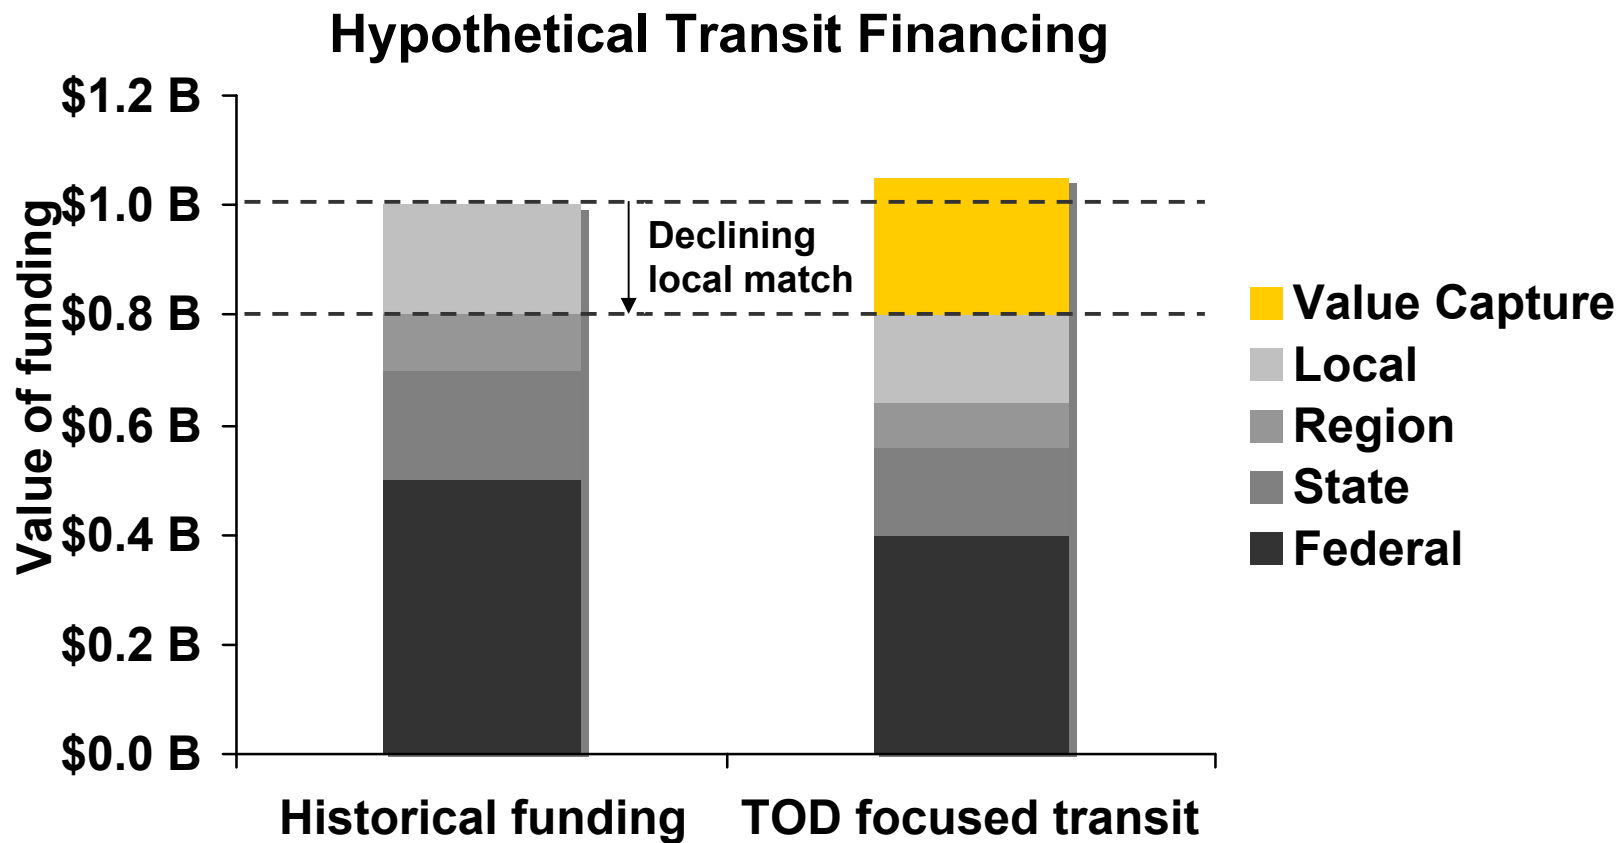 Hypothetical Transit Financing
Value of funding
$1.2 B
$1.0 B
$0.8 B
$0.6 B
$0.4 B
$0.2 B
$0.0 B
Declining
local match
Historical funding
TOD focused transit
Value Capture
Local
Region
State
Federal